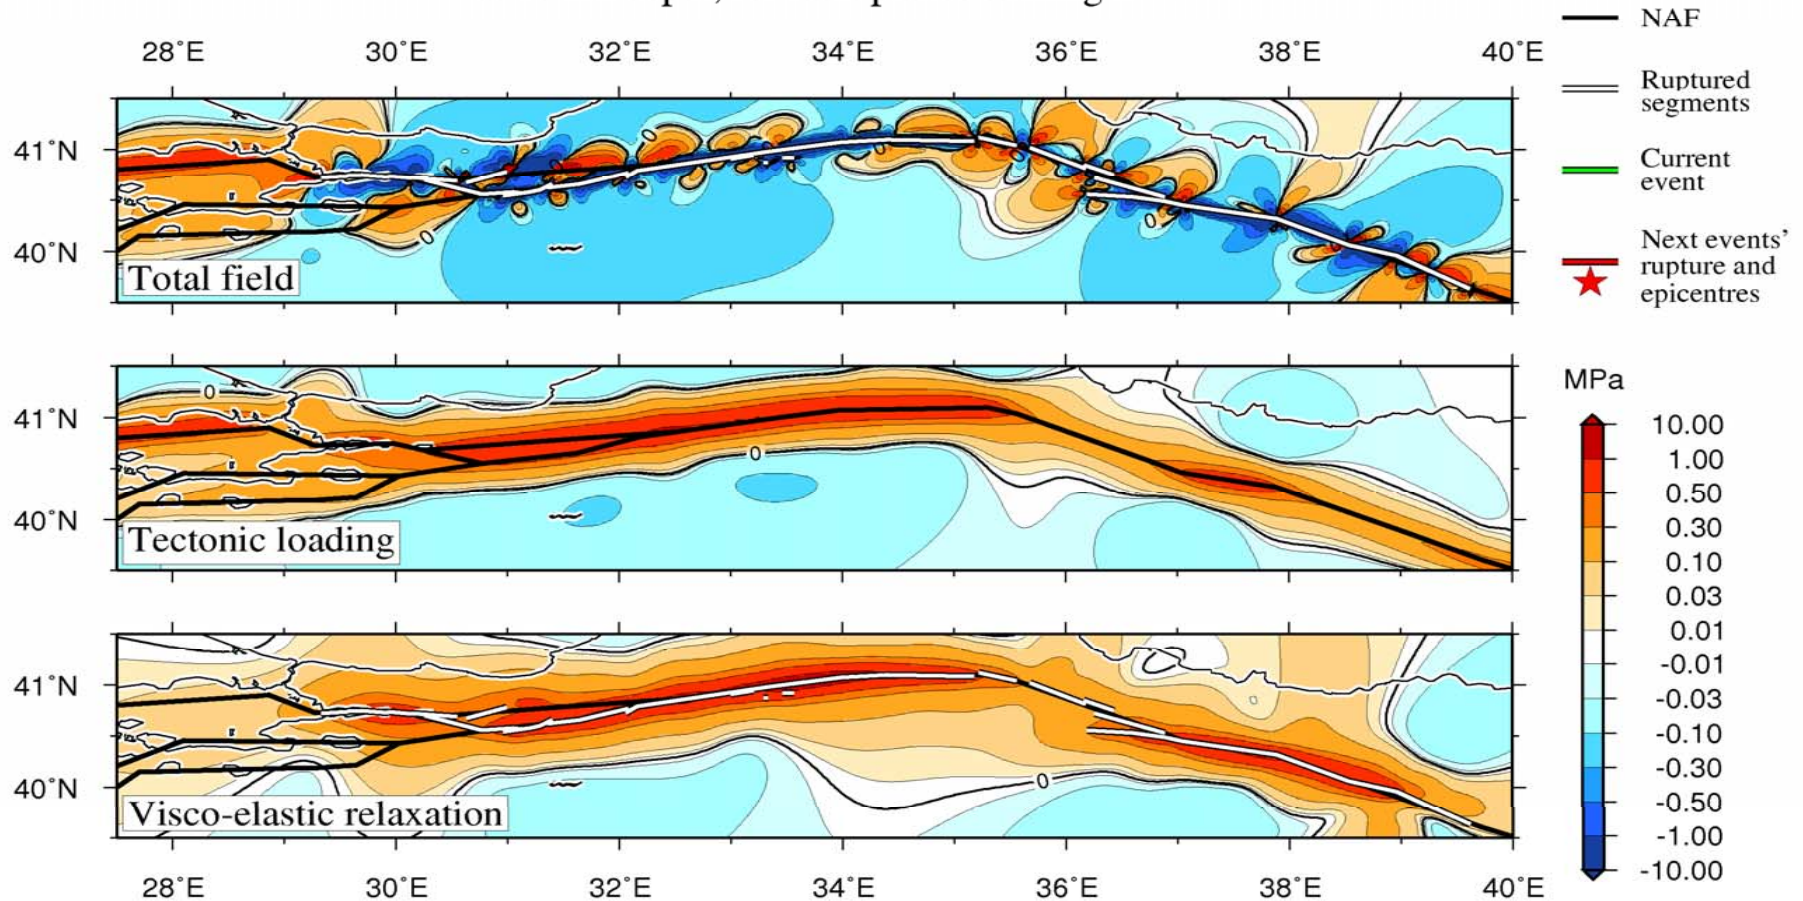 NAF
28°E 30°E 32°E 34°E 36°E 38°E 40°E
Ruptured
segments
41°N
40°N
0
0
0
Total field
Current
event
Next events'
rupture and
epicentres
MPa
41°N
40°N
0
0
Tectonic loading
10.00
1.00
0.50
0.30
0.10
0.03
0.01
-0.01
-0.03
-0.10
-0.30
-0.50
-1.00
-10.00
41°N
40°N
0
Visco-elastic relaxation
28°E 30°E 32°E 34°E 36°E 38°E 40°E